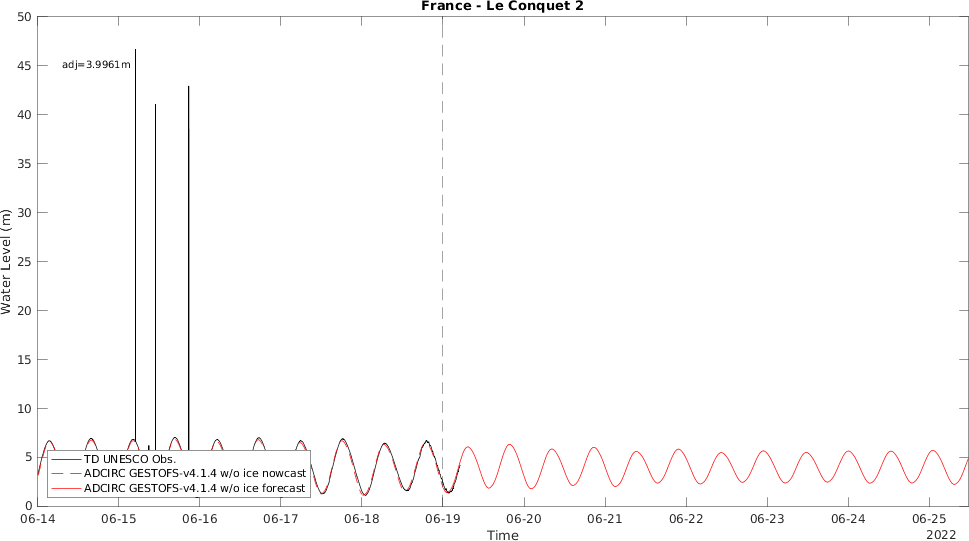 France - Le Conquet 2
50
45
40
35
30
25
20
15
10
5
0
Water Level (m)
adj=3.9961m
TD UNESCO Obs.
ADCIRC GESTOFS-v4.1.4 w/o ice nowcast
ADCIRC GESTOFS-v4.1.4 w/o ice forecast
06-14 06-15 06-16 06-17 06-18 06-19 06-20 06-21 06-22 06-23 06-24 06-25
Time
2022